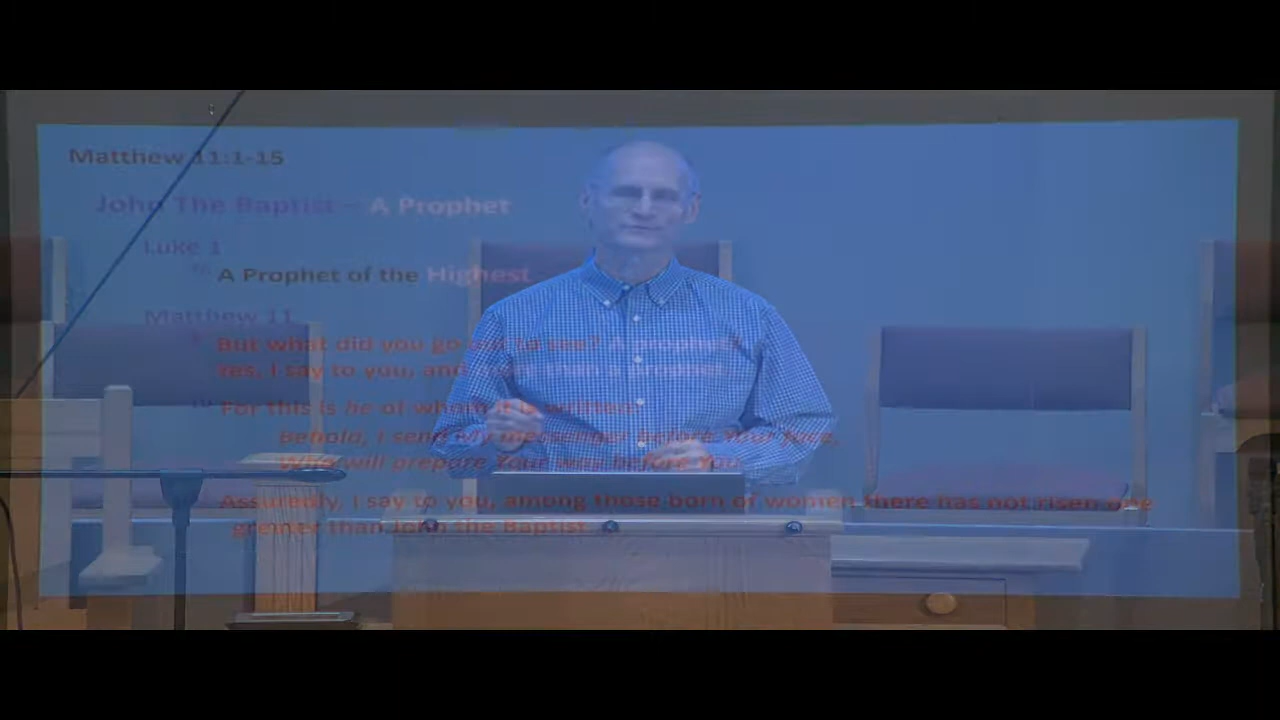 Matthew 11:1-15
John The Baptist – A Prophet
Luke 1
A Prophet of the Highest
Matthew 11
But what did you go out to see? A prophet?
Yes, I say to you, and more than a prophet.
For this is he of whom it is written:
Behold, I send My messenger before Your face,
Who will prepare Your way before You.
Assuredly, I say to you, among those born of women there has not risen one
greater than John the Baptist